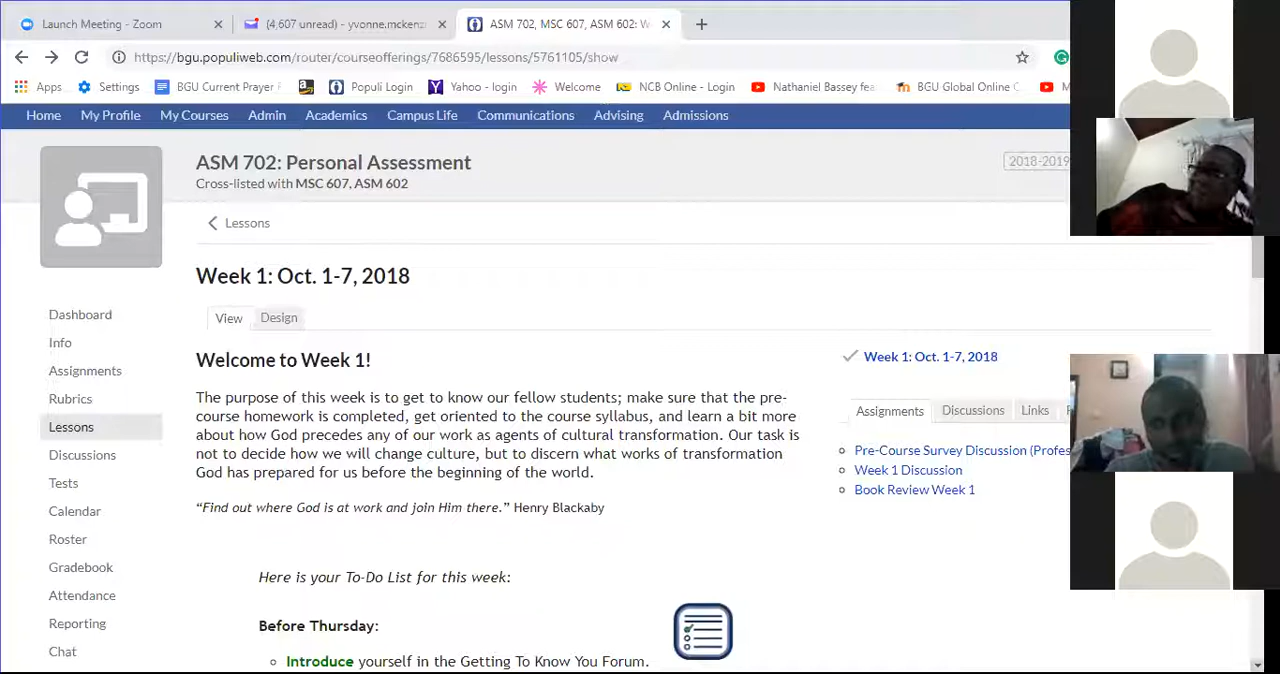 Launch Meeting - Zoom
(4,607 unread) - yvonne.mckenzi
ASM 702, MSC 607, ASM 602: W
https://bgu.populiweb.com/router/courseofferings/7686595/lessons/5761105/show
Apps
Settings
BGU Current Prayer
Populi Login
Yahoo - login
Welcome
NCB Online - Login
Nathaniel Bassey fea
BGU Global Online C
Home
My Profile
My Courses
Admin
Academics
Campus Life
Communications
Advising
Admissions
ASM 702: Personal Assessment
2018-2019
Cross-listed with MSC 607, ASM 602
Lessons
Week 1: Oct. 1-7, 2018
View
Design
Dashboard
Info
Assignments
Rubrics
Lessons
Discussions
Tests
Calendar
Roster
Gradebook
Attendance
Reporting
Chat
Welcome to Week 1!
The purpose of this week is to get to know our fellow students; make sure that the pre-
course homework is completed, get oriented to the course syllabus, and learn a bit more
about how God precedes any of our work as agents of cultural transformation. Our task is
not to decide how we will change culture, but to discern what works of transformation
God has prepared for us before the beginning of the world.
“Find out where God is at work and join Him there.” Henry Blackaby
Here is your To-Do List for this week:
Before Thursday:
Introduce yourself in the Getting To Know You Forum.
Week 1: Oct. 1-7, 2018
Assignments
Discussions
Links
Pre-Course Survey Discussion (Profes
Week 1 Discussion
Book Review Week 1